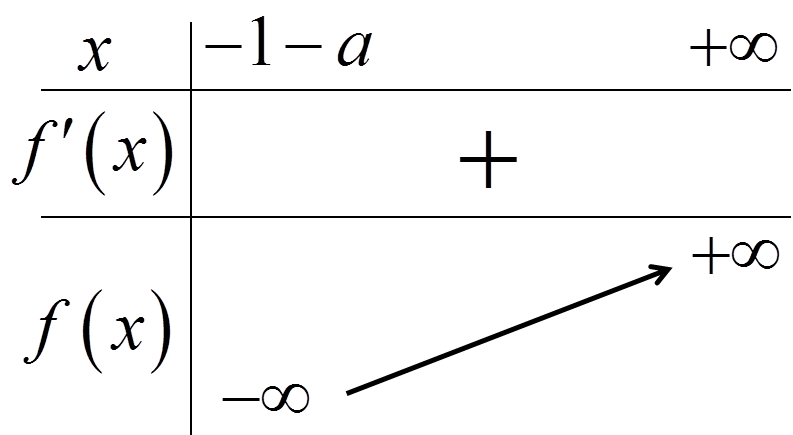 x −1 − a +∞
f′(x) +
+∞
f(x)
−∞